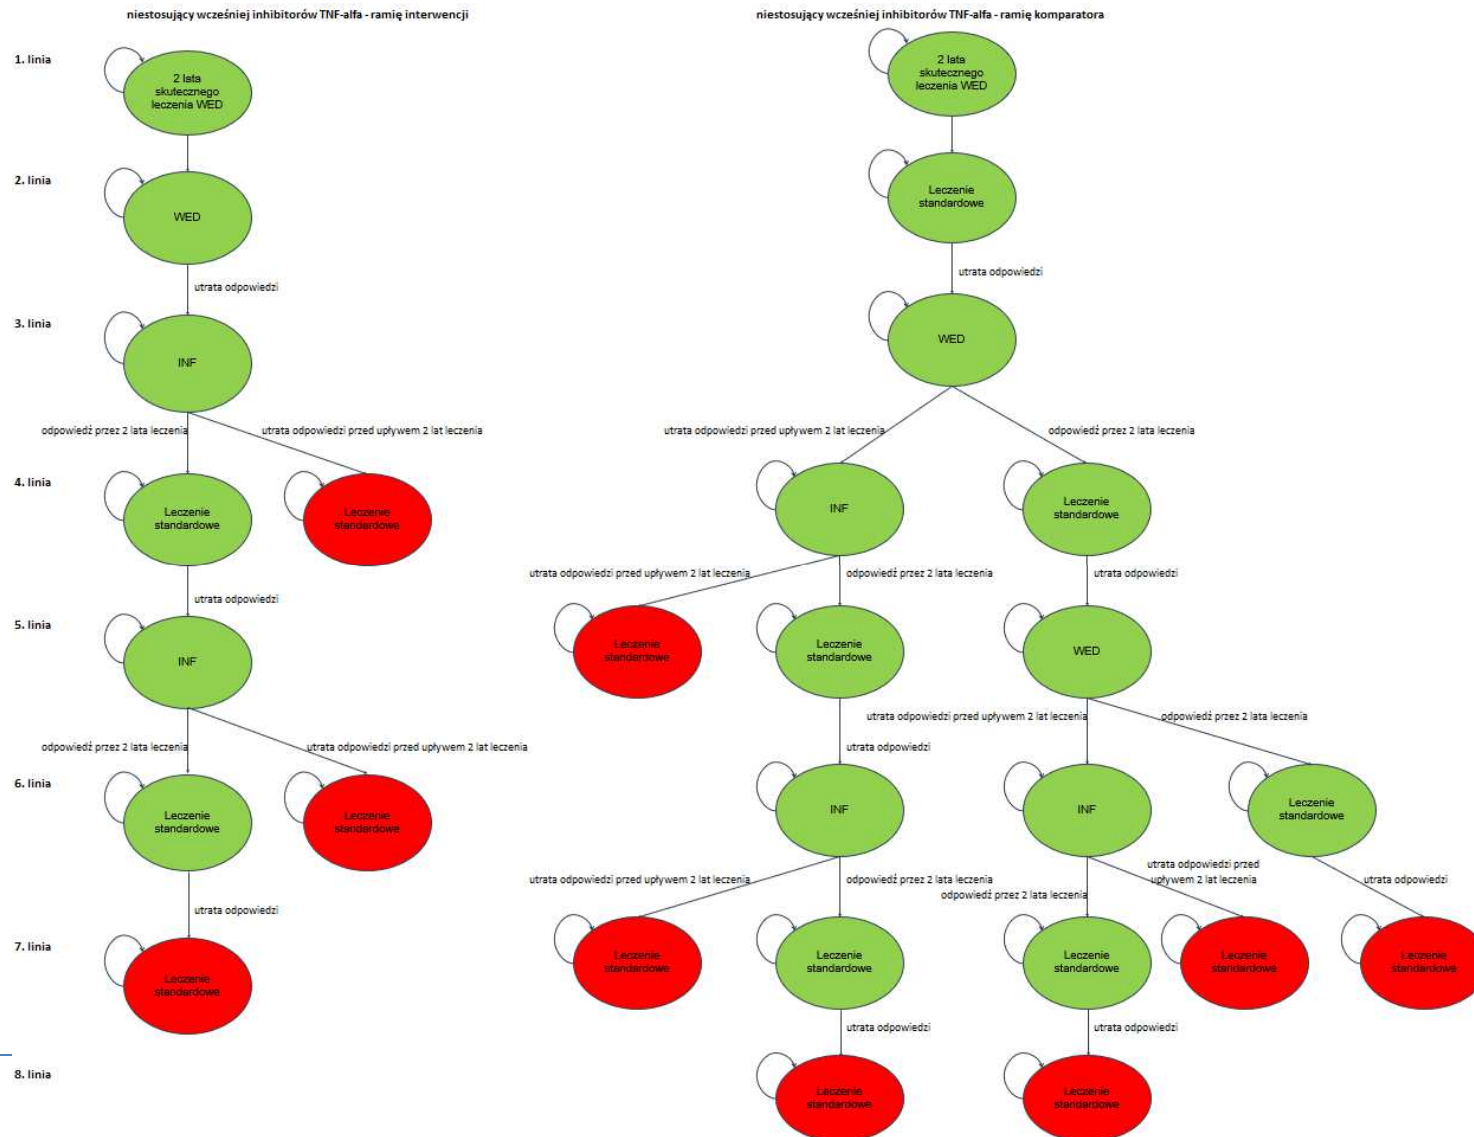 niestosujący wcześniej inhibitorów TNF-alfa - ramię interwencji
niestosujący wcześniej inhibitorów TNF-alfa - ramię komparatora
1. linia
2 lata
skutecznego
leczenia WED
2 lata
skutecznego
leczenia WED
2. linia
WED
Leczenie
standardowe
utrata odpowiedzi
utrata odpowiedzi
3. linia
INF
WED
odpowiedź przez 2 lata leczenia
utrata odpowiedzi przed upływem 2 lat leczenia
utrata odpowiedzi przed upływem 2 lat leczenia
odpowiedź przez 2 lata leczenia
4. linia
Leczenie
standardowe
Leczenie
standardowe
INF
Leczenie
standardowe
utrata odpowiedzi
utrata odpowiedzi przed upływem 2 lat leczenia
odpowiedź przez 2 lata leczenia
utrata odpowiedzi
5. linia
INF
Leczenie
standardowe
Leczenie
standardowe
WED
odpowiedź przez 2 lata leczenia
utrata odpowiedzi przed upływem 2 lat leczenia
utrata odpowiedzi
utrata odpowiedzi przed upływem 2 lat leczenia
odpowiedź przez 2 lata leczenia
6. linia
Leczenie
standardowe
Leczenie
standardowe
INF
INF
Leczenie
standardowe
utrata odpowiedzi
utrata odpowiedzi przed upływem 2 lat leczenia
odpowiedź przez 2 lata leczenia
odpowiedź przez 2 lata leczenia
utrata odpowiedzi przed
upływem 2 lat leczenia
utrata odpowiedzi
7. linia
Leczenie
standardowe
Leczenie
standardowe
Leczenie
standardowe
Leczenie
standardowe
Leczenie
standardowe
Leczenie
standardowe
utrata odpowiedzi
utrata odpowiedzi
8. linia
Leczenie
standardowe
Leczenie
standardowe